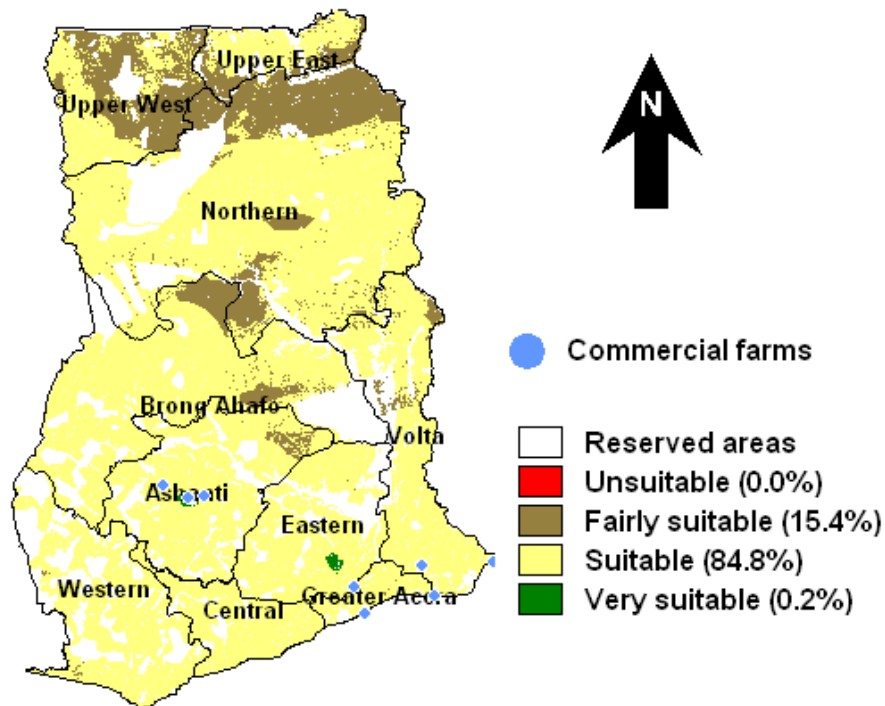 Upper East
Upper West
N
Northern
Commercial farms
Brong Ahafo
Volta
Reserved areas
Unsuitable (0.0%)
Ashanti
Fairly suitable (15.4%)
Eastern
Suitable (84.8%)
Western
Greater Accra
Central
Very suitable (0.2%)